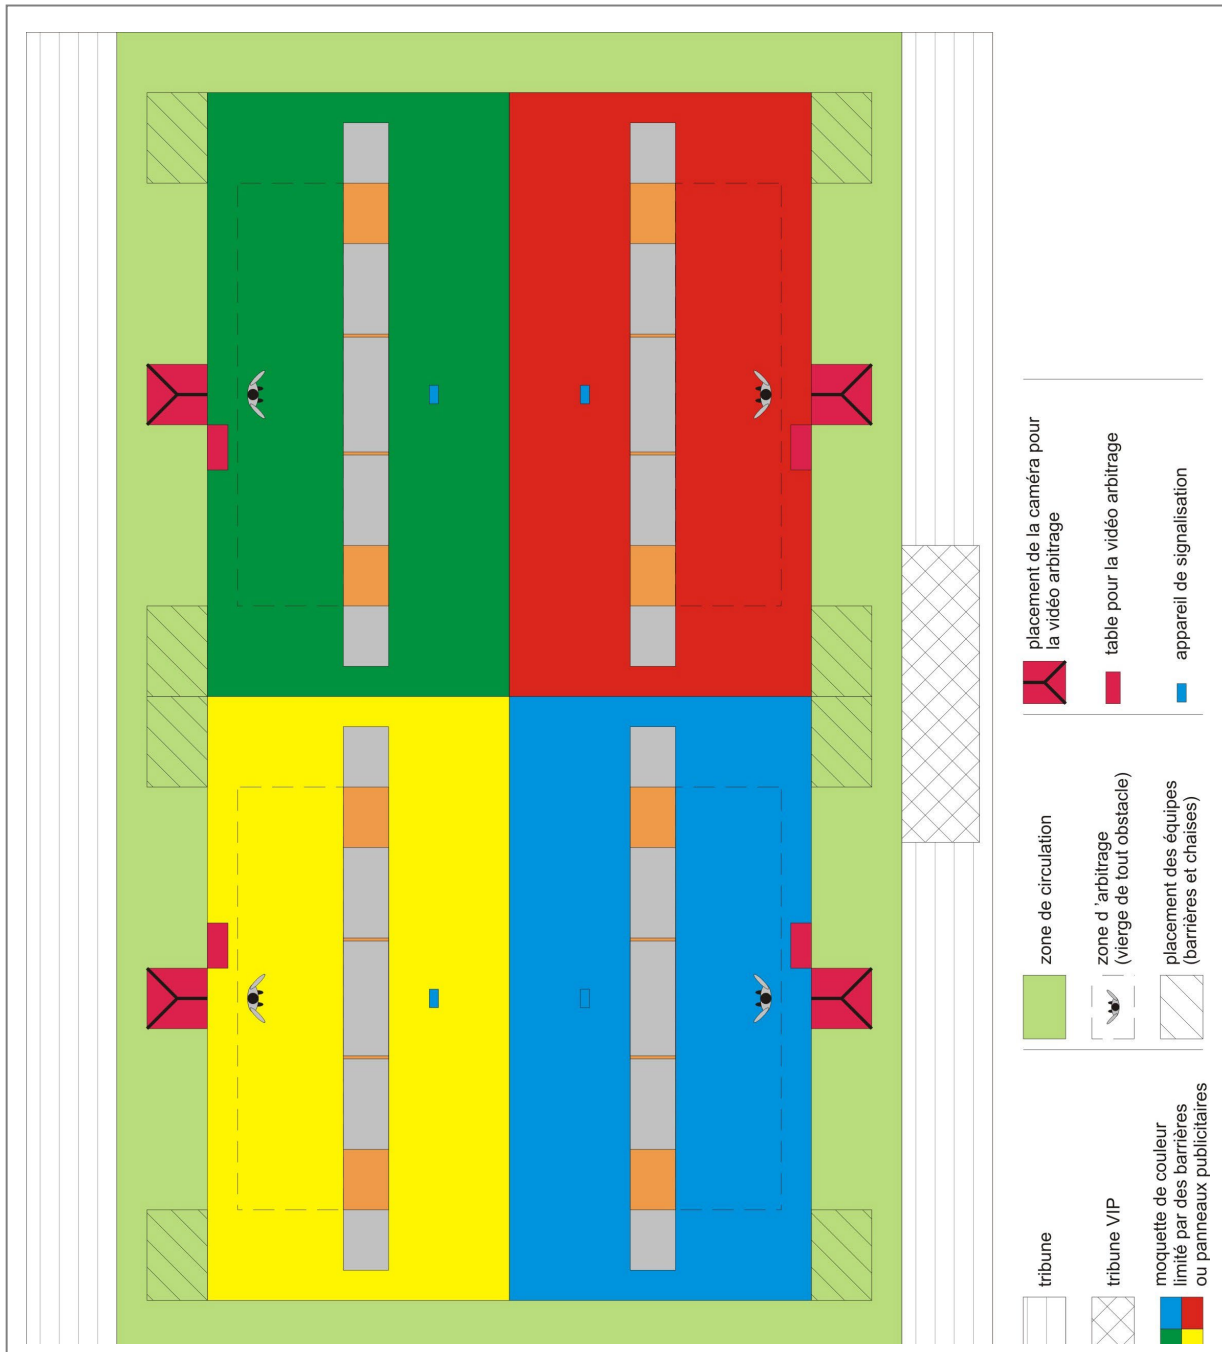 tribune
tribune VIP
moquette de couleur
limité par des barrières
ou panneaux publicitaires
zone de circulation
zone d 'arbitrage
(vierge de tout obstacle)
placement des équipes
(barrières et chaises)
placement de la caméra pour
la vidéo arbitrage
table pour la vidéo arbitrage
appareil de signalisation